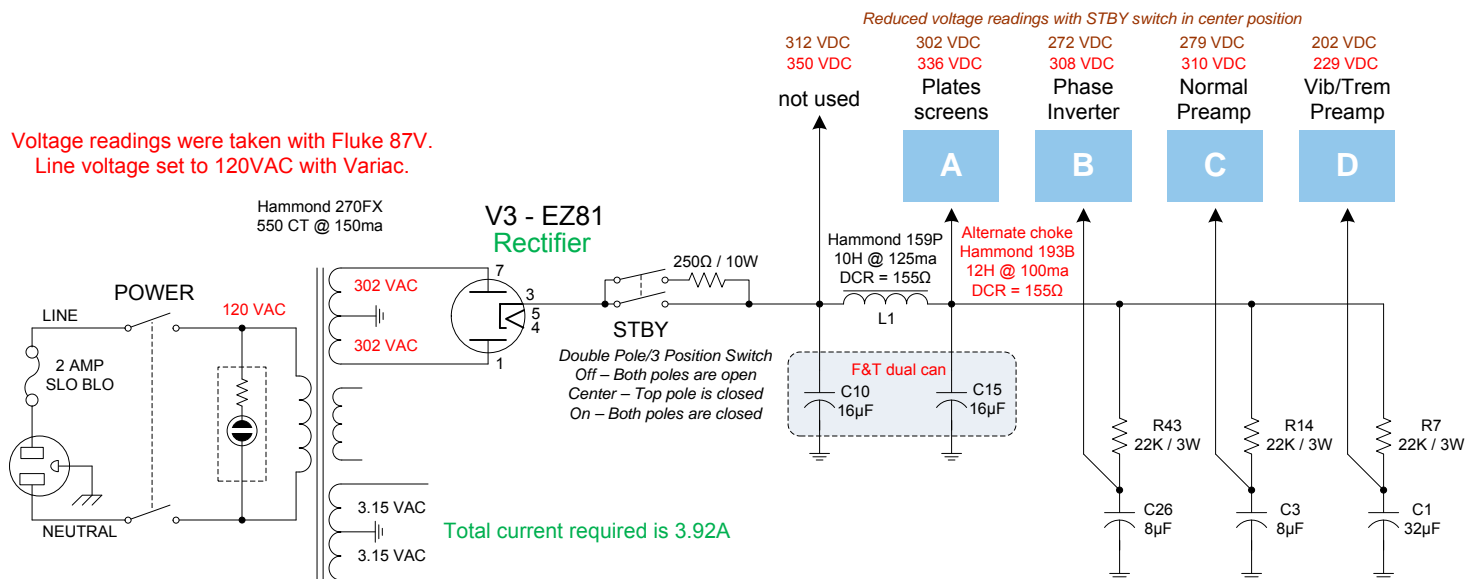 Reduced voltage readings with STBY switch in center position
312 VDC
350 VDC
not used
302 VDC
336 VDC
Plates
screens
A
272 VDC
308 VDC
Phase
Inverter
B
279 VDC
310 VDC
Normal
Preamp
C
202 VDC
229 VDC
Vib/Trem
Preamp
D
Voltage readings were taken with Fluke 87V.
Line voltage set to 120VAC with Variac.
Hammond 270FX
550 CT @ 150ma
V3 - EZ81
Rectifier
7
3
5
4
1
302 VAC
302 VAC
POWER
LINE
120 VAC
2 AMP
SLO BLO
NEUTRAL
250Ω / 10W
STBY
Double Pole/3 Position Switch
Off – Both poles are open
Center – Top pole is closed
On – Both poles are closed
Hammond 159P
10H @ 125ma
DCR = 155Ω
L1
Alternate choke
Hammond 193B
12H @ 100ma
DCR = 155Ω
F&T dual can
C10
16µF
C15
16µF
R43
22K / 3W
R14
22K / 3W
R7
22K / 3W
C26
8µF
C3
8µF
C1
32µF
3.15 VAC
3.15 VAC
Total current required is 3.92A